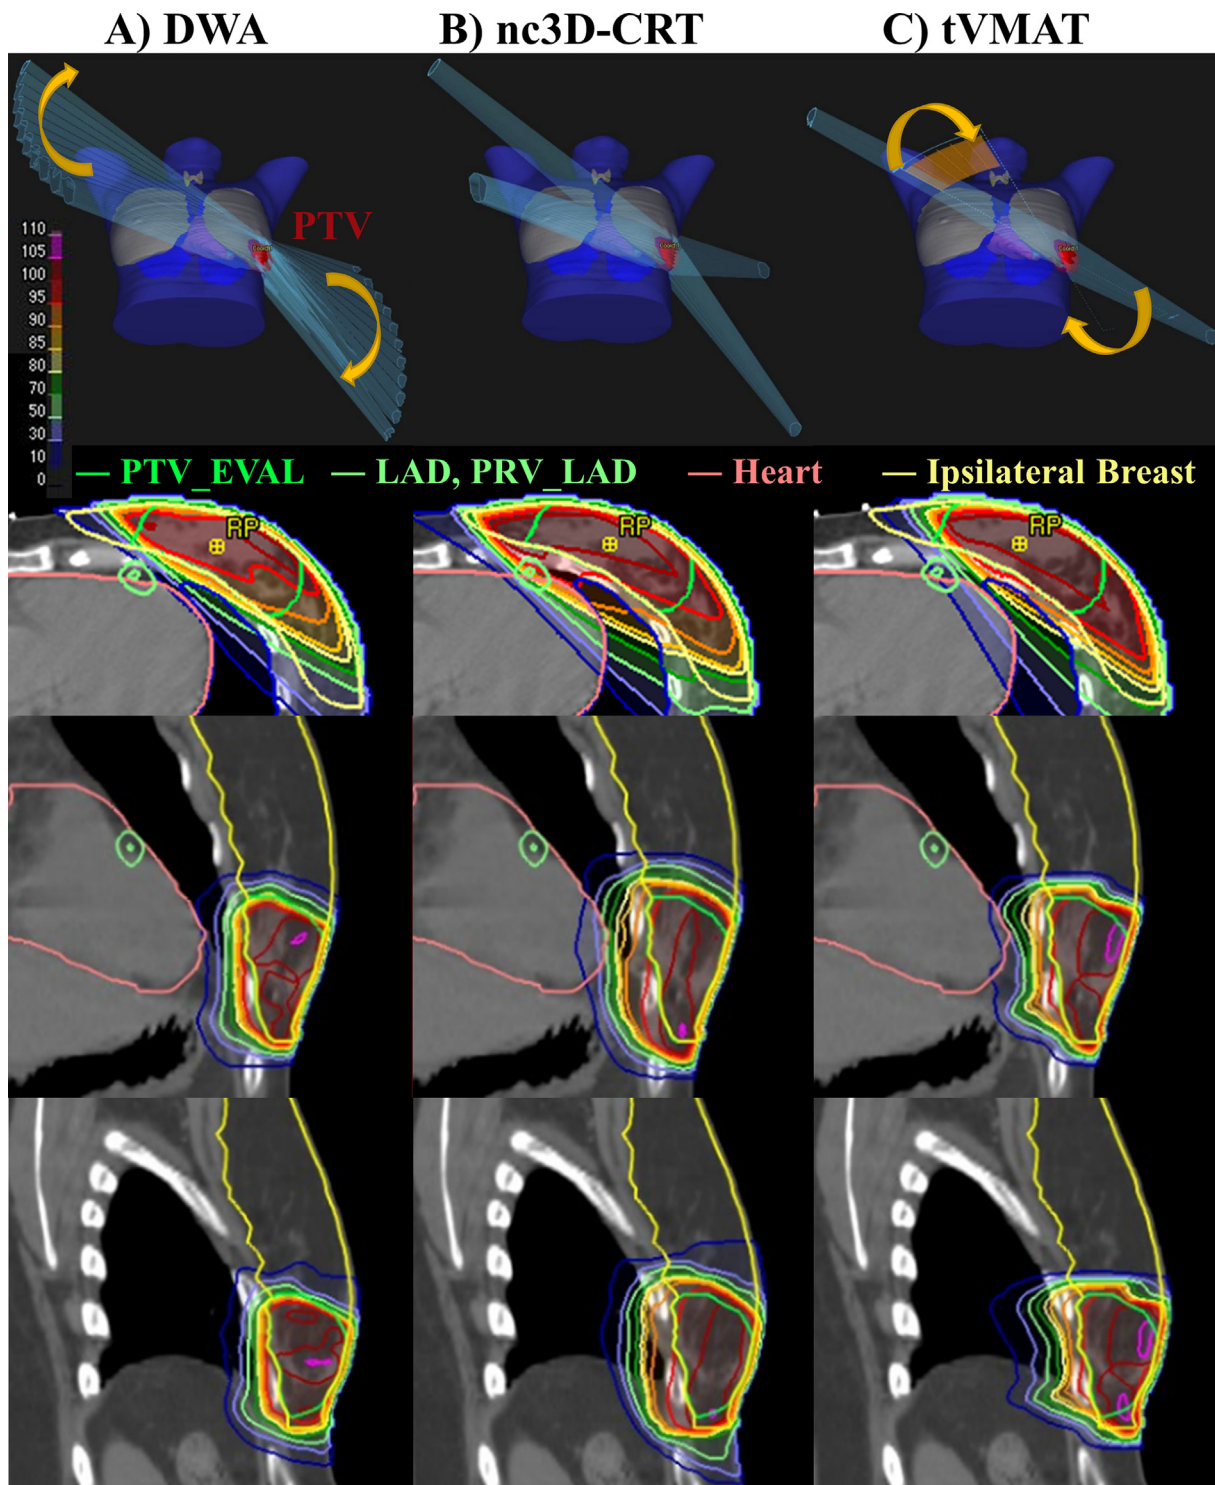 A) DWA
B) nc3D-CRT
C) tVMAT
PTV
110
105
100
95
90
85
80
70
50
30
10
0
PTV_EVAL
LAD, PRV_LAD
Heart
Ipsilateral Breast
RP
RP
RP